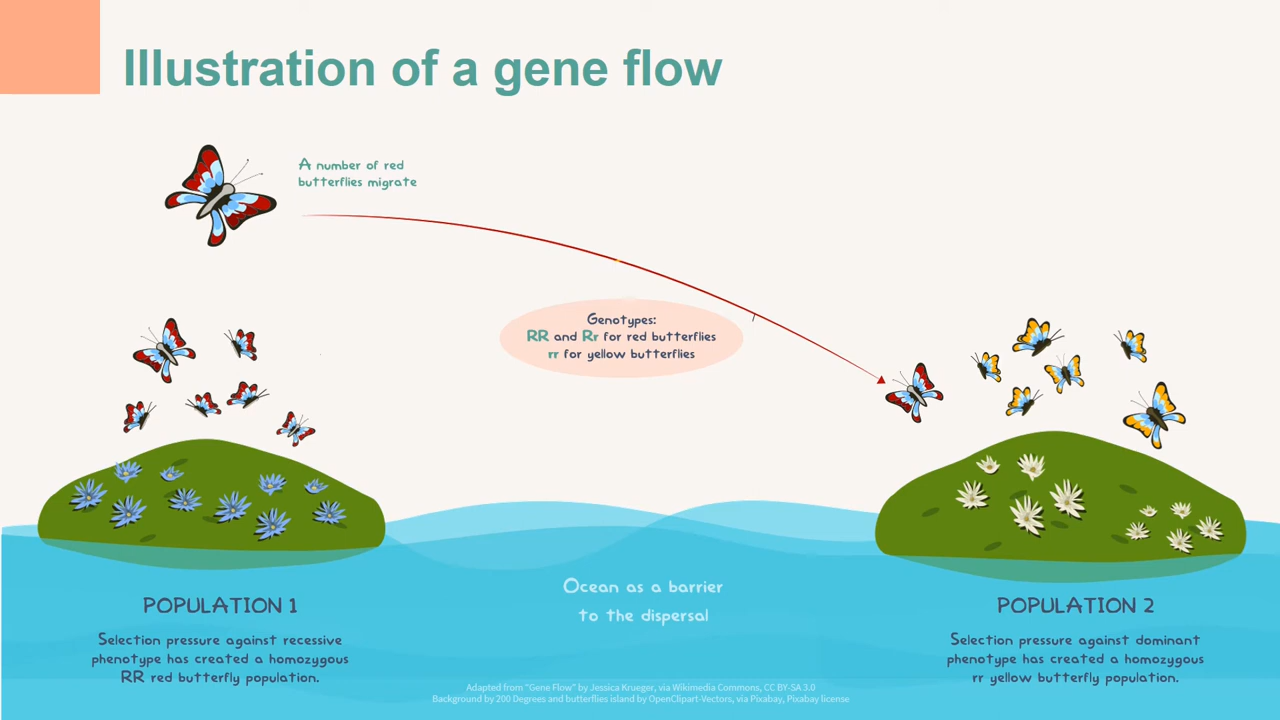 Illustration of a gene flow
A number of red
butterflies migrate
Genotypes:
RR and Rr for red butterflies
rr for yellow butterflies
Ocean as a barrier
to the dispersal
POPULATION 1
Selection pressure against recessive
phenotype has created a homozygous
RR red butterfly population.
POPULATION 2
Selection pressure against dominant
phenotype has created a homozygous
rr yellow butterfly population.
Adapted from "Gene Flow" by Jessica Krueger, via Wikimedia Commons, CC BY-SA 3.0
Background by 200 Degrees and butterflies island by OpenClipart-Vectors, via Pixabay, Pixabay license